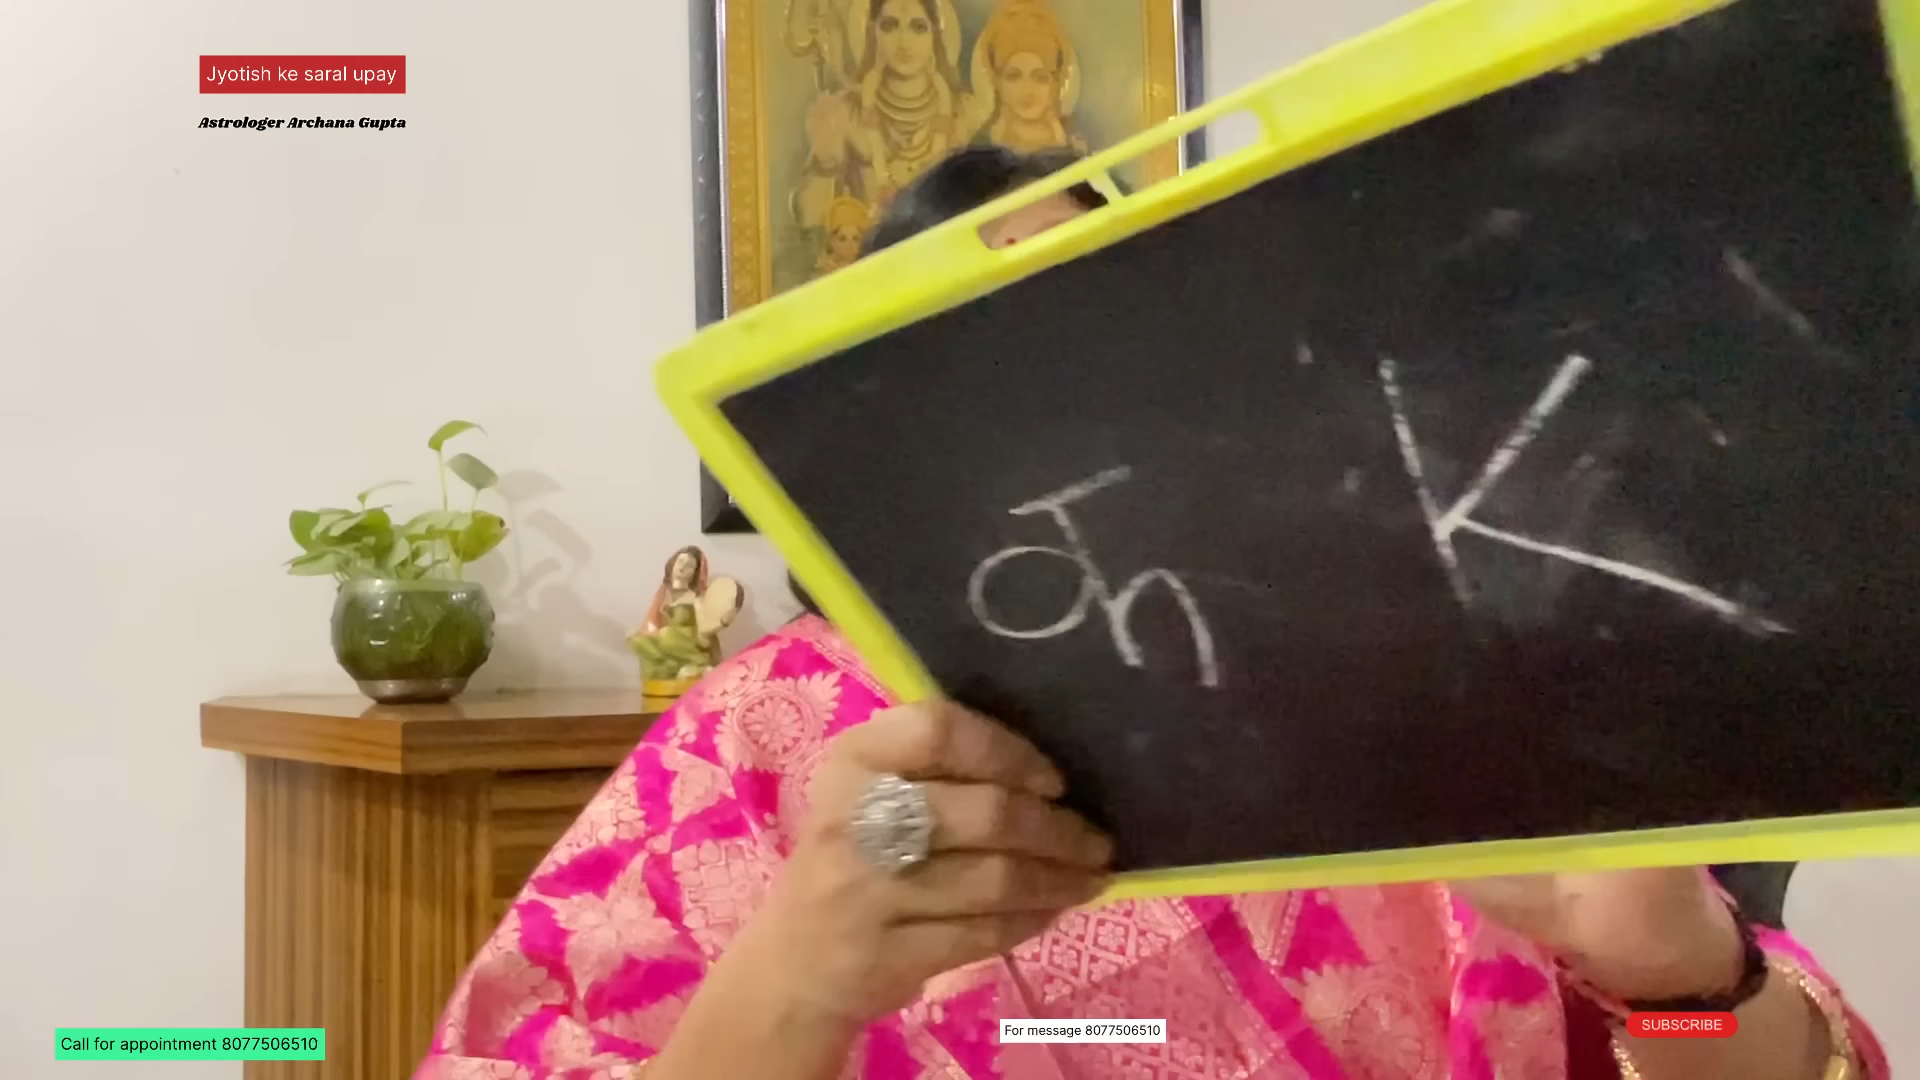 Jyotish ke saral upay
Astrologer Archana Gupta
क K
Call for appointment 8077506510
For message 8077506510
SUBSCRIBE